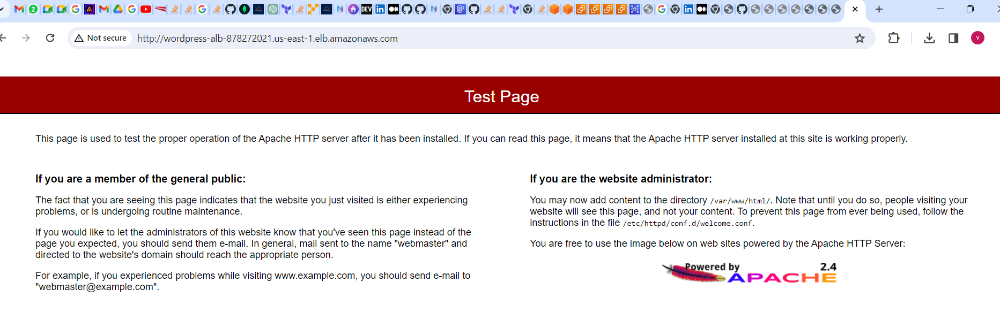 2
DEV
Not secure
http://wordpress-alb-878272021.us-east-1.elb.amazonaws.com
V
Test Page
This page is used to test the proper operation of the Apache HTTP server after it has been installed. If you can read this page, it means that the Apache HTTP server installed at this site is working properly.
If you are a member of the general public:
The fact that you are seeing this page indicates that the website you just visited is either experiencing
problems, or is undergoing routine maintenance.
If you would like to let the administrators of this website know that you've seen this page instead of the
page you expected, you should send them e-mail. In general, mail sent to the name "webmaster" and
directed to the website's domain should reach the appropriate person.
For example, if you experienced problems while visiting www.example.com, you should send e-mail to
"webmaster@example.com".
If you are the website administrator:
You may now add content to the directory /var/www/html/. Note that until you do so, people visiting your
website will see this page, and not your content. To prevent this page from ever being used, follow the
instructions in the file /etc/httpd/conf.d/welcome.conf.
You are free to use the image below on web sites powered by the Apache HTTP Server:
Powered by 2.4
APACHE